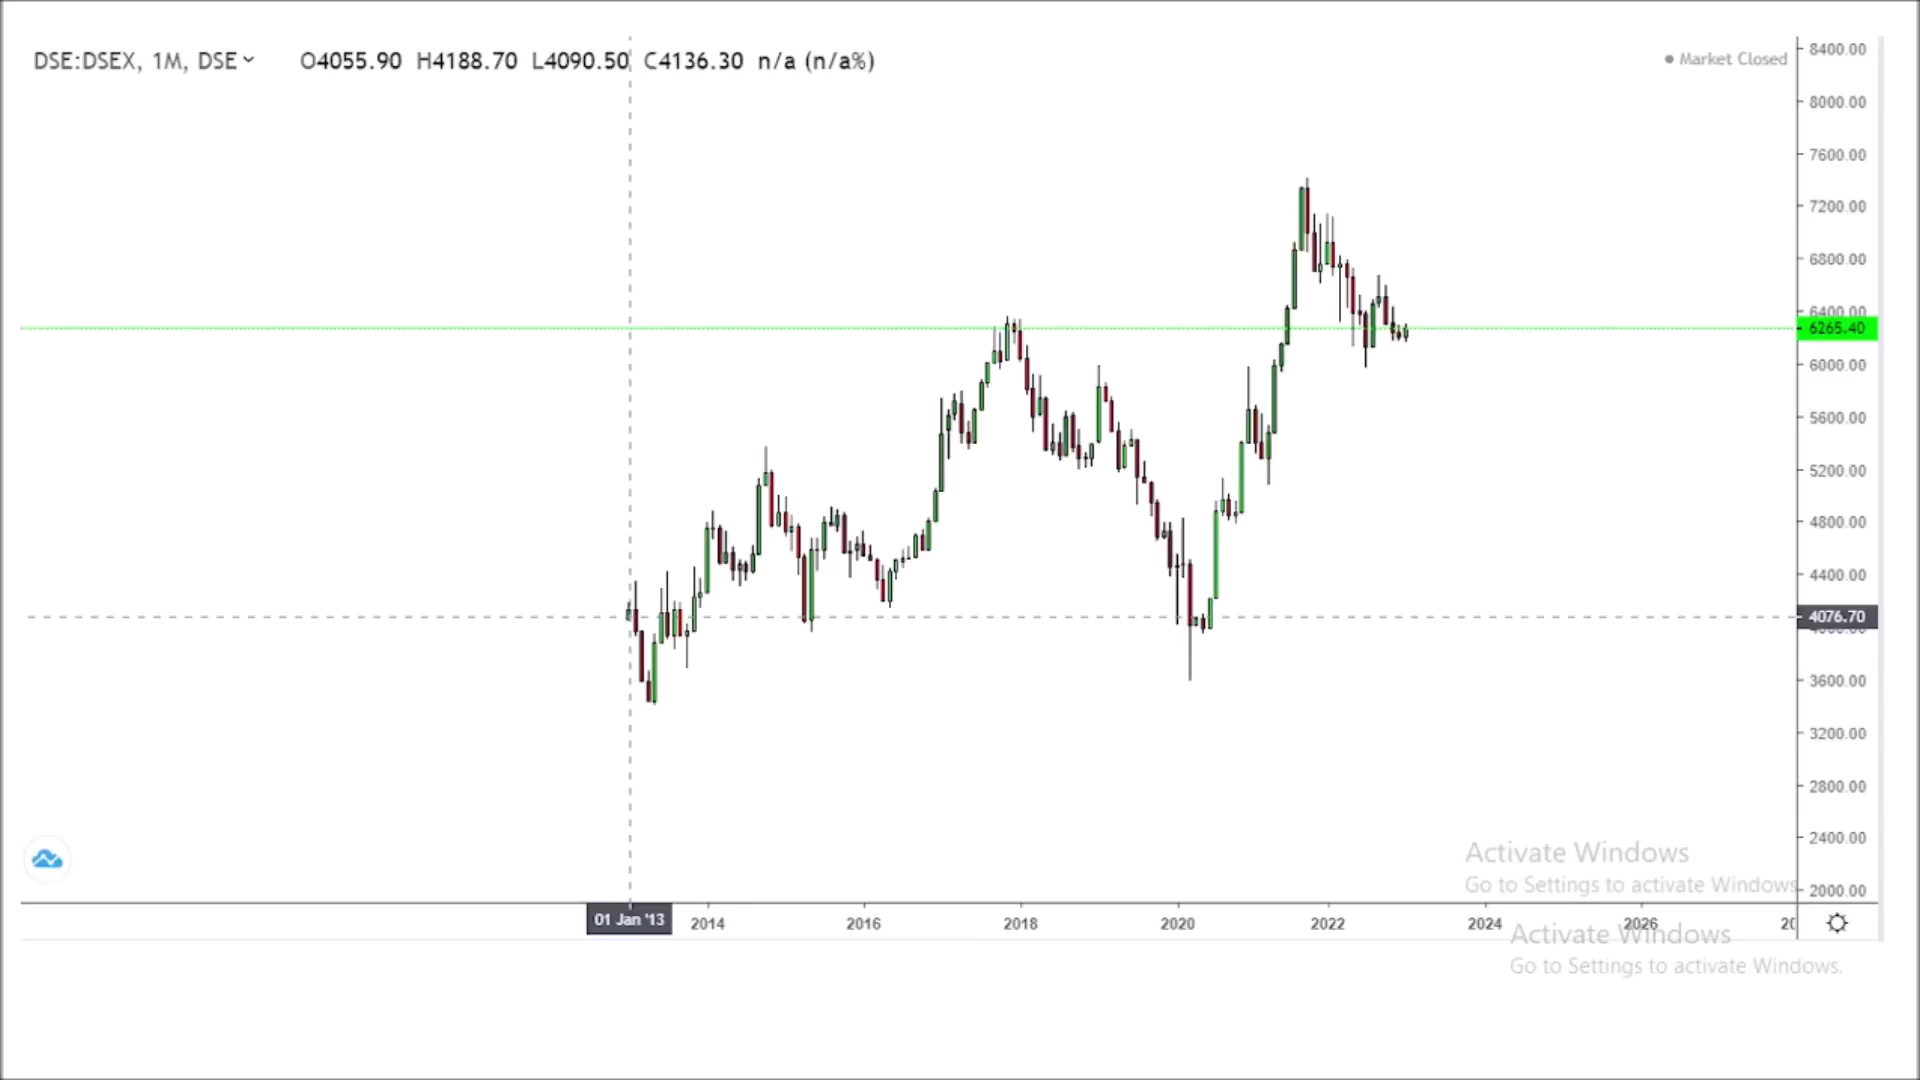 DSE:DSEX, 1M, DSE O4055.90 H4188.70 L4090.50 C4136.30 n/a (n/a%)
Market Closed
8400.00
8000.00
7600.00
7200.00
6800.00
6400.00
6265.40
6000.00
5600.00
5200.00
4800.00
4400.00
4076.70
3600.00
3200.00
2800.00
2400.00
2000.00
Activate Windows
Go to Settings to activate Windows
01 Jan '13 2014 2016 2018 2020 2022 2024 2026
Activate Windows
Go to Settings to activate Windows.